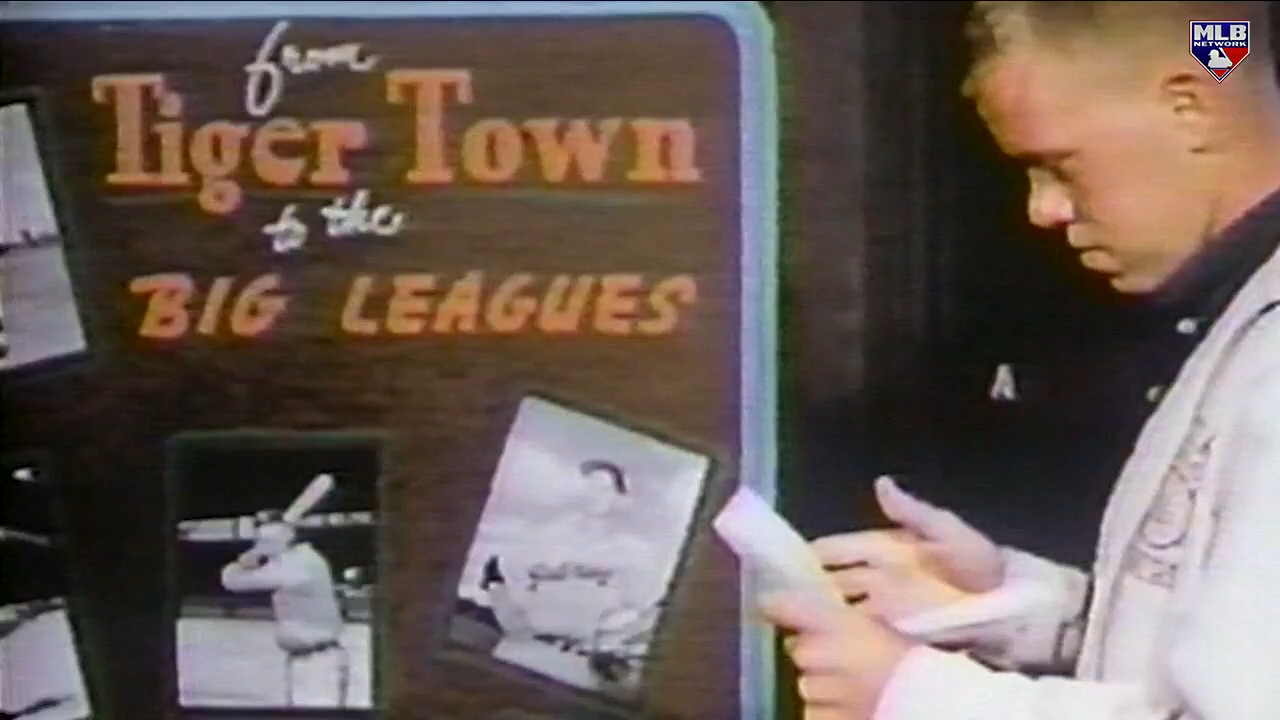 from
Tiger Town
to the
BIG LEAGUES
MLB
NETWORK
A